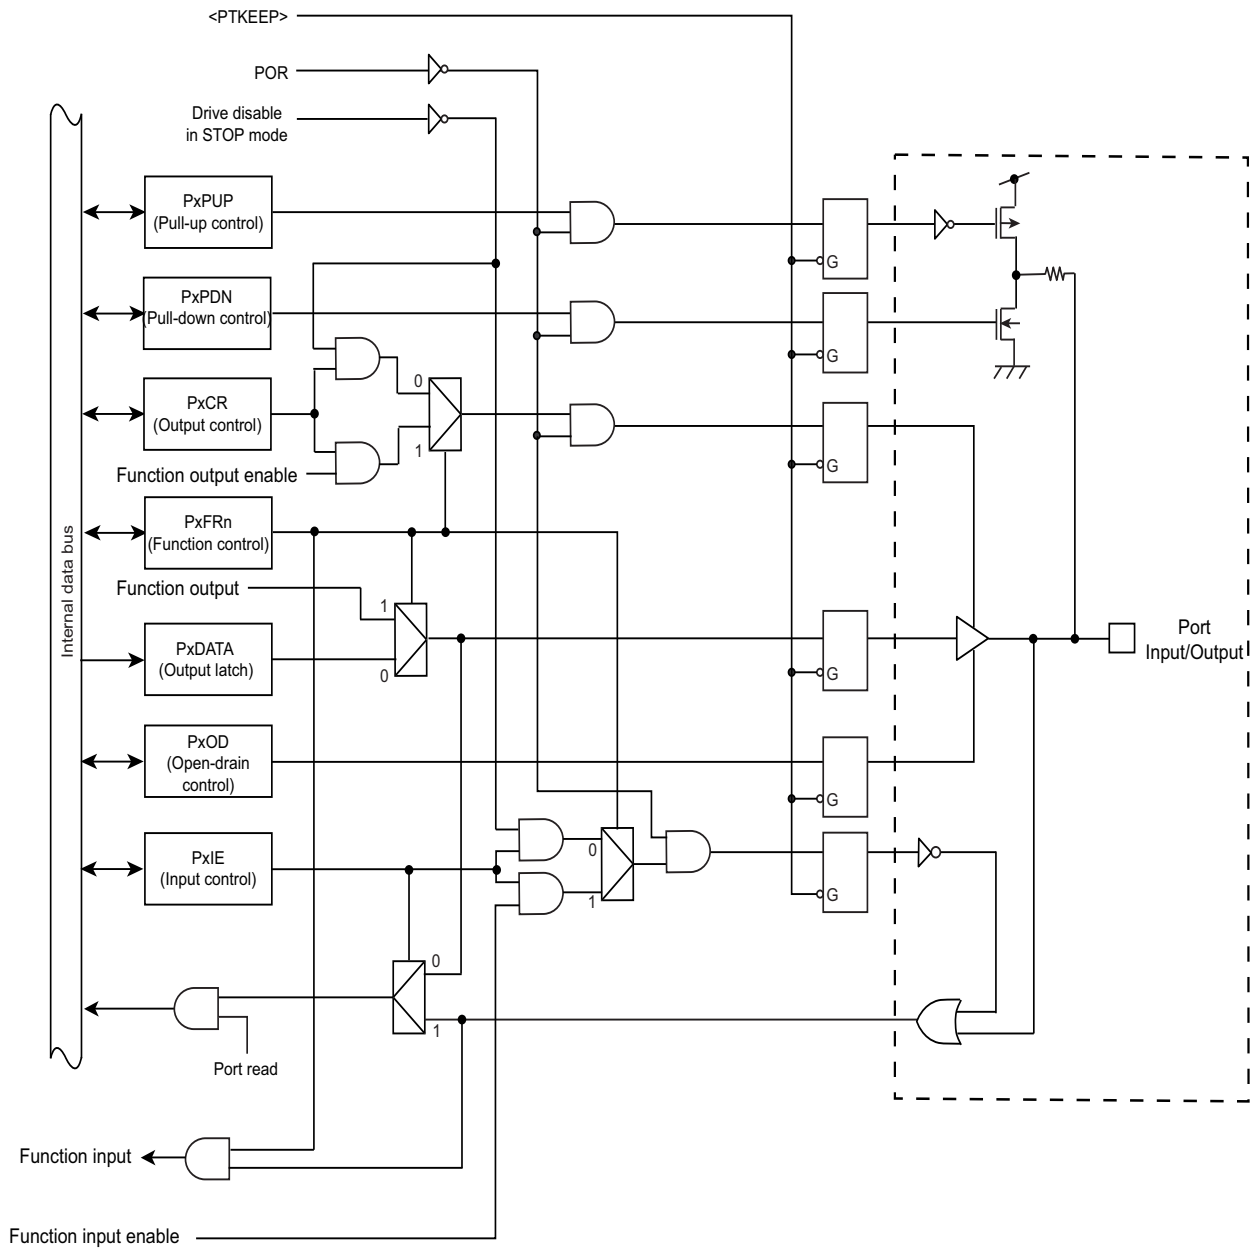 <PTKEEP>
POR
Drive disable
in STOP mode
PxPUP
(Pull-up control)
G
PxPDN
(Pull-down control)
G
0
PxCR
(Output control)
1
G
Function output enable
PxFRn
(Function control)
Internal data bus
Function output
1
PxDATA
(Output latch)
0
G
Port
Input/Output
PxOD
(Open-drain
control)
G
PxIE
(Input control)
0
1
G
0
1
Port read
Function input
Function input enable